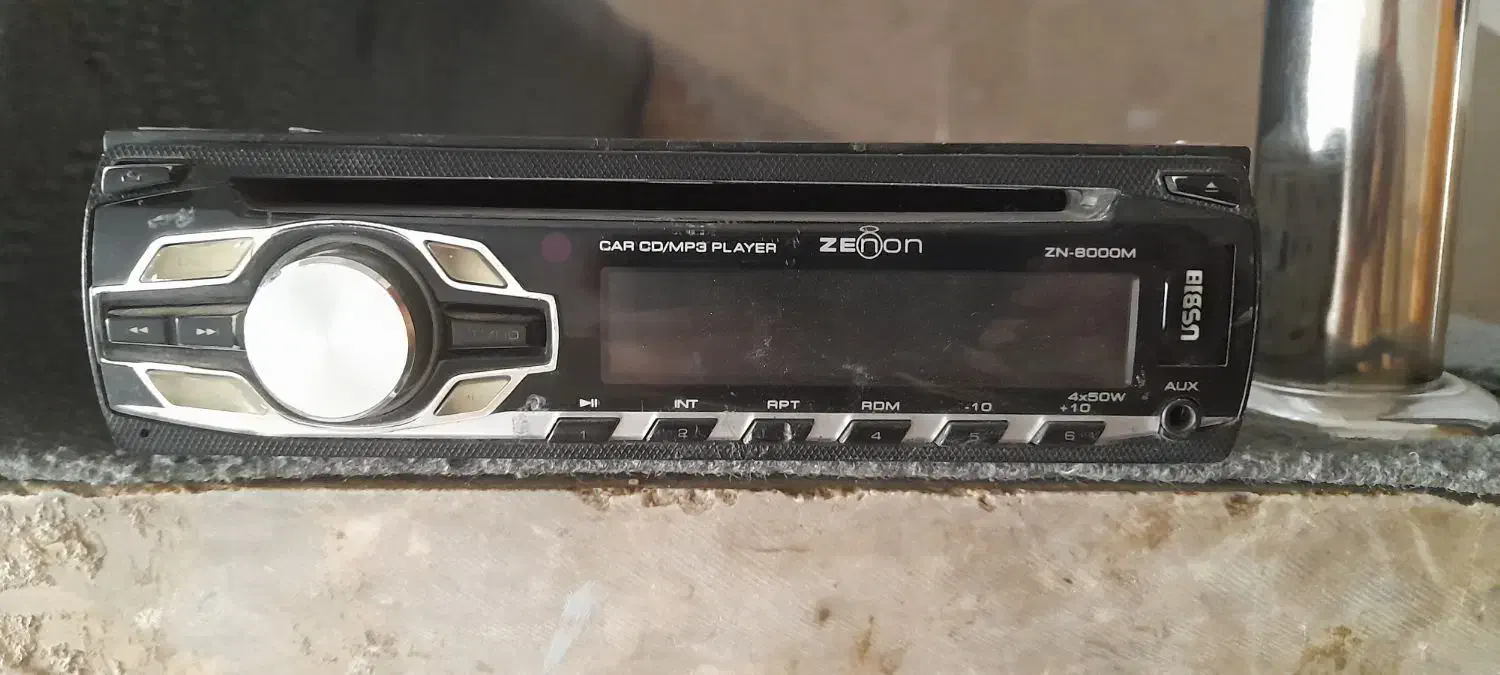 CAR CD/MP3 PLAYER ZENON ZN-8000M
AUX
INT RPT RDM -10 4x50W
+10
1 2 3 4 5 6